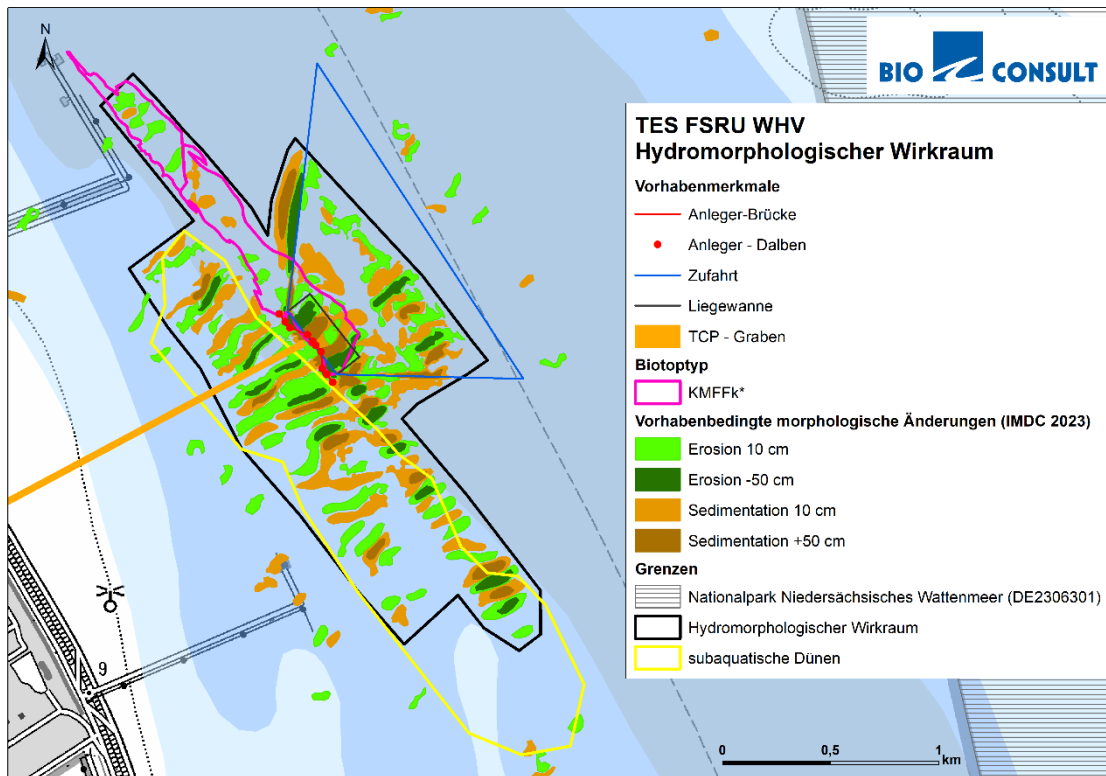 N
BIO CONSULT
TES FSRU WHV
Hydromorphologischer Wirkraum
Vorhabenmerkmale
Anleger-Brücke
Anleger - Dalben
Zufahrt
Liegewanne
TCP - Graben
Biotoptyp
KMFFk*
Vorhabenbedingte morphologische Änderungen (IMDC 2023)
Erosion 10 cm
Erosion -50 cm
Sedimentation 10 cm
Sedimentation +50 cm
Grenzen
Nationalpark Niedersächsisches Wattenmeer (DE2306301)
Hydromorphologischer Wirkraum
subaquatische Dünen
9
0 0,5 1
km